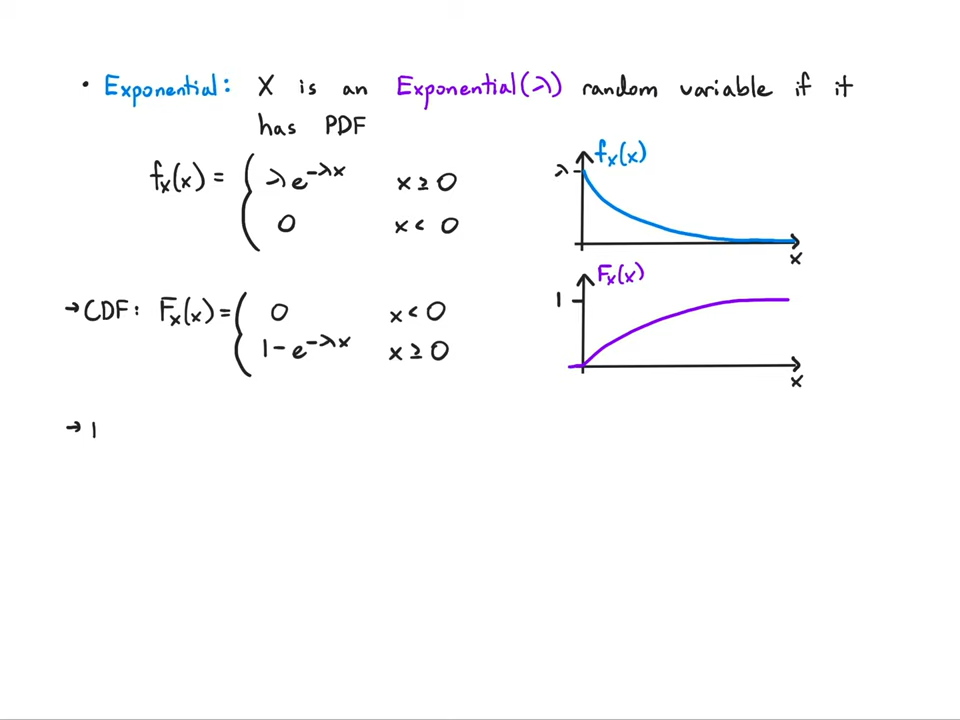 • Exponential: X is an Exponential(λ) random variable if it
has PDF
fₓ(x) = { λe^-λx x ≥ 0
0 x < 0
fₓ(x)
λ
x
→ CDF: Fₓ(x) = { 0 x < 0
1 - e^-λx x ≥ 0
Fₓ(x)
1
x
→ I